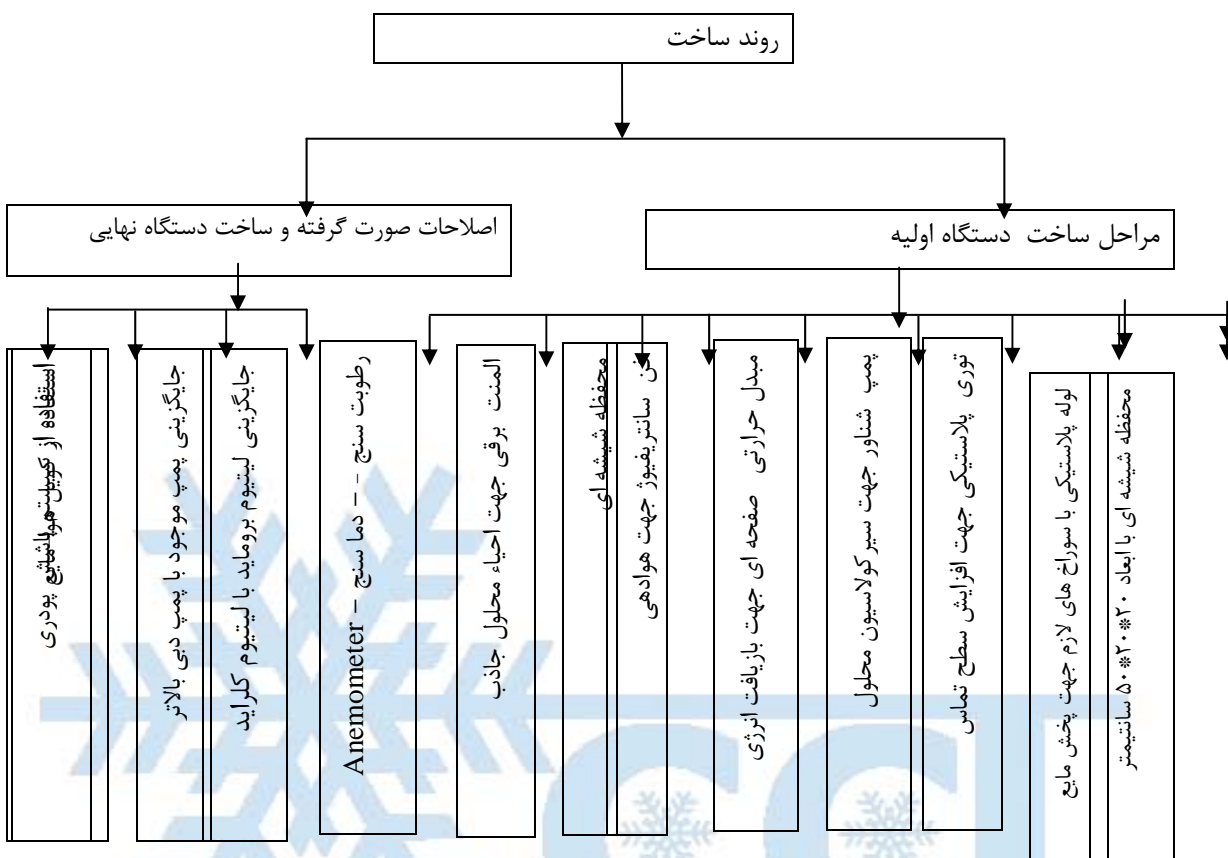 روند ساخت
مراحل ساخت دستگاه اولیه
اصلاحات صورت گرفته و ساخت دستگاه نهایی
محفظه شیشه ای با ابعاد ۲۰*۲۰*۵۰ سانتیمتر
لوله پلاستیکی با سوراخ های لازم جهت پخش مایع
توری پلاستیکی جهت افزایش سطح تماس
پمپ شناور جهت سیرکولاسیون محلول
مبدل حرارتی صفحه ای جهت بازیافت انرژی
فن سانتریفیوژ جهت هوادهی
محفظه شیشه ای
المنت برقی جهت احیاء محلول جاذب
رطوبت سنج - – دما سنج – Anemometer
جایگزینی لیتیوم بروماید با لیتیوم کلراید
جایگزینی پمپ موجود با پمپ دبی بالاتر
استفاده از پودری
CCI